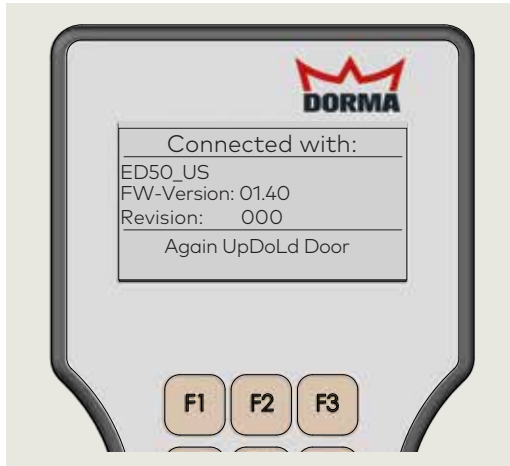 DORMA
Connected with:
ED50_US
FW-Version: 01.40
Revision: 000
Again UpDoLd Door
F1 F2 F3